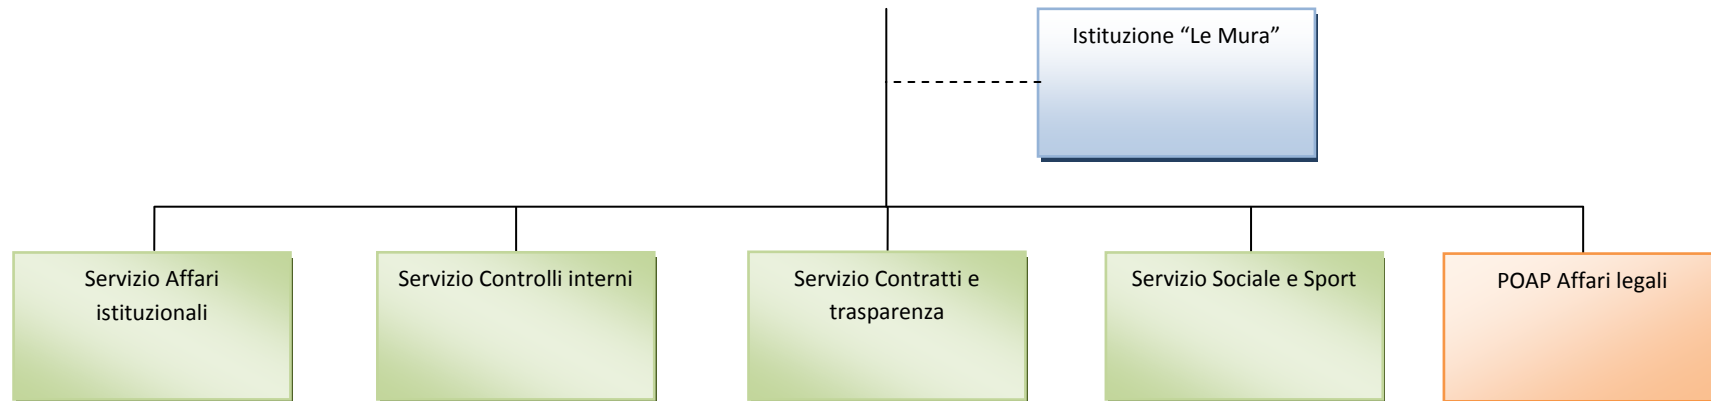 Istituzione “Le Mura”
Servizio Affari
istituzionali
Servizio Controlli interni
Servizio Contratti e
trasparenza
Servizio Sociale e Sport
POAP Affari legali